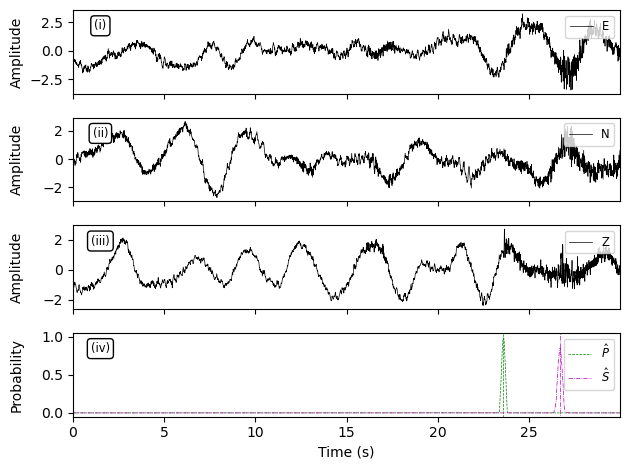 (i)
E
2.5
0.0
−2.5
Amplitude
(ii)
N
2
0
−2
Amplitude
(iii)
Z
2
0
−2
Amplitude
(iv)
P̂
Ŝ
1.0
0.5
0.0
Probability
0 5 10 15 20 25
Time (s)